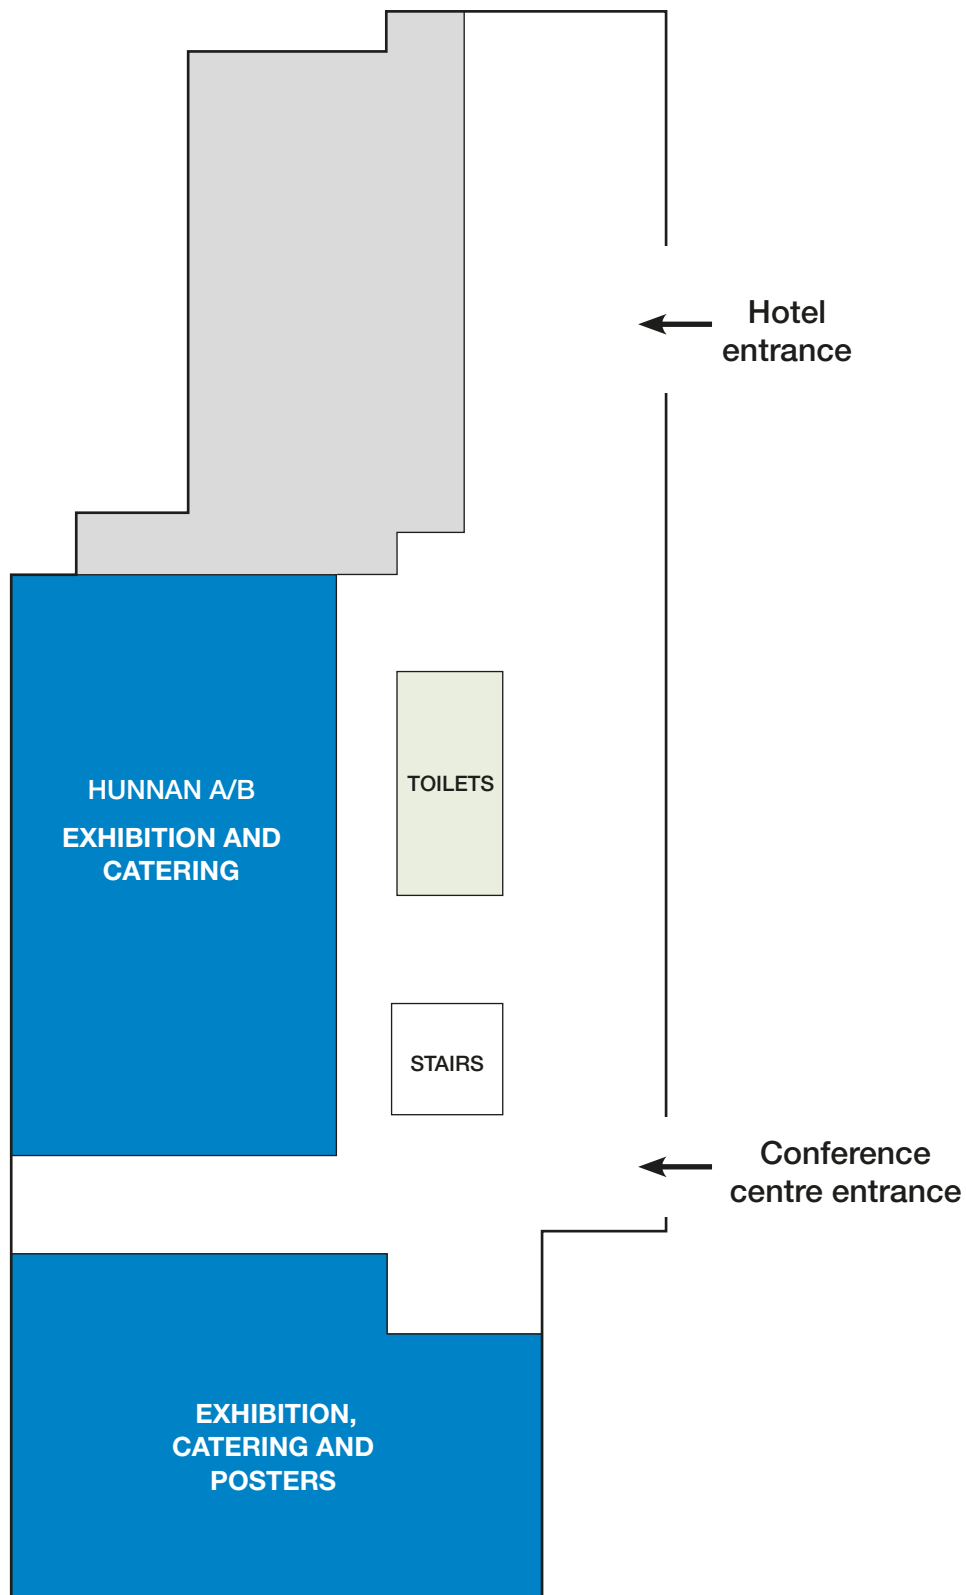 Hotel
entrance
HUNNAN A/B
EXHIBITION AND
CATERING
TOILETS
STAIRS
Conference
centre entrance
EXHIBITION,
CATERING AND
POSTERS